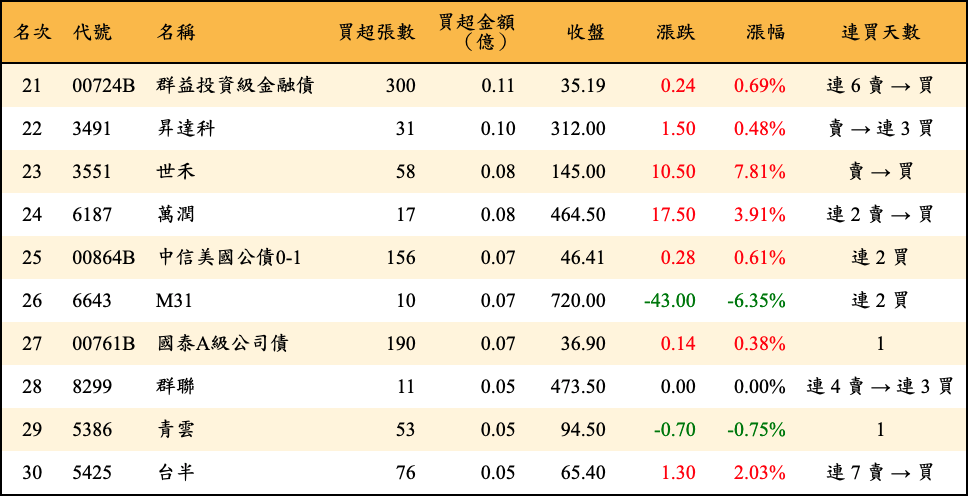 名次 代號 名稱 買超張數 買超金額（億） 收盤 漲跌 漲幅 連買天數
21 00724B 群益投資級金融債 300 0.11 35.19 0.24 0.69% 連 6 賣 → 買
22 3491 昇達科 31 0.10 312.00 1.50 0.48% 賣 → 連 3 買
23 3551 世禾 58 0.08 145.00 10.50 7.81% 賣 → 買
24 6187 萬潤 17 0.08 464.50 17.50 3.91% 連 2 賣 → 買
25 00864B 中信美國公債0-1 156 0.07 46.41 0.28 0.61% 連 2 買
26 6643 M31 10 0.07 720.00 -43.00 -6.35% 連 2 買
27 00761B 國泰A級公司債 190 0.07 36.90 0.14 0.38% 1
28 8299 群聯 11 0.05 473.50 0.00 0.00% 連 4 賣 → 連 3 買
29 5386 青雲 53 0.05 94.50 -0.70 -0.75% 1
30 5425 台半 76 0.05 65.40 1.30 2.03% 連 7 賣 → 買